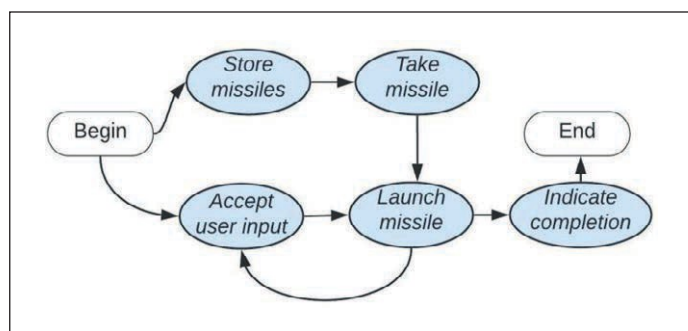 Store
missiles
Take
missile
Begin
End
Accept
user input
Launch
missile
Indicate
completion